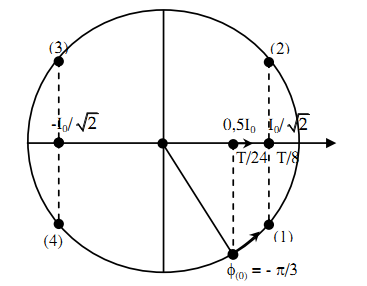 (3)
(2)
-I₀/√2
0,5I₀
I₀/√2
T/24
T/8
(4)
(1)
ϕ₍₀₎ = - π/3